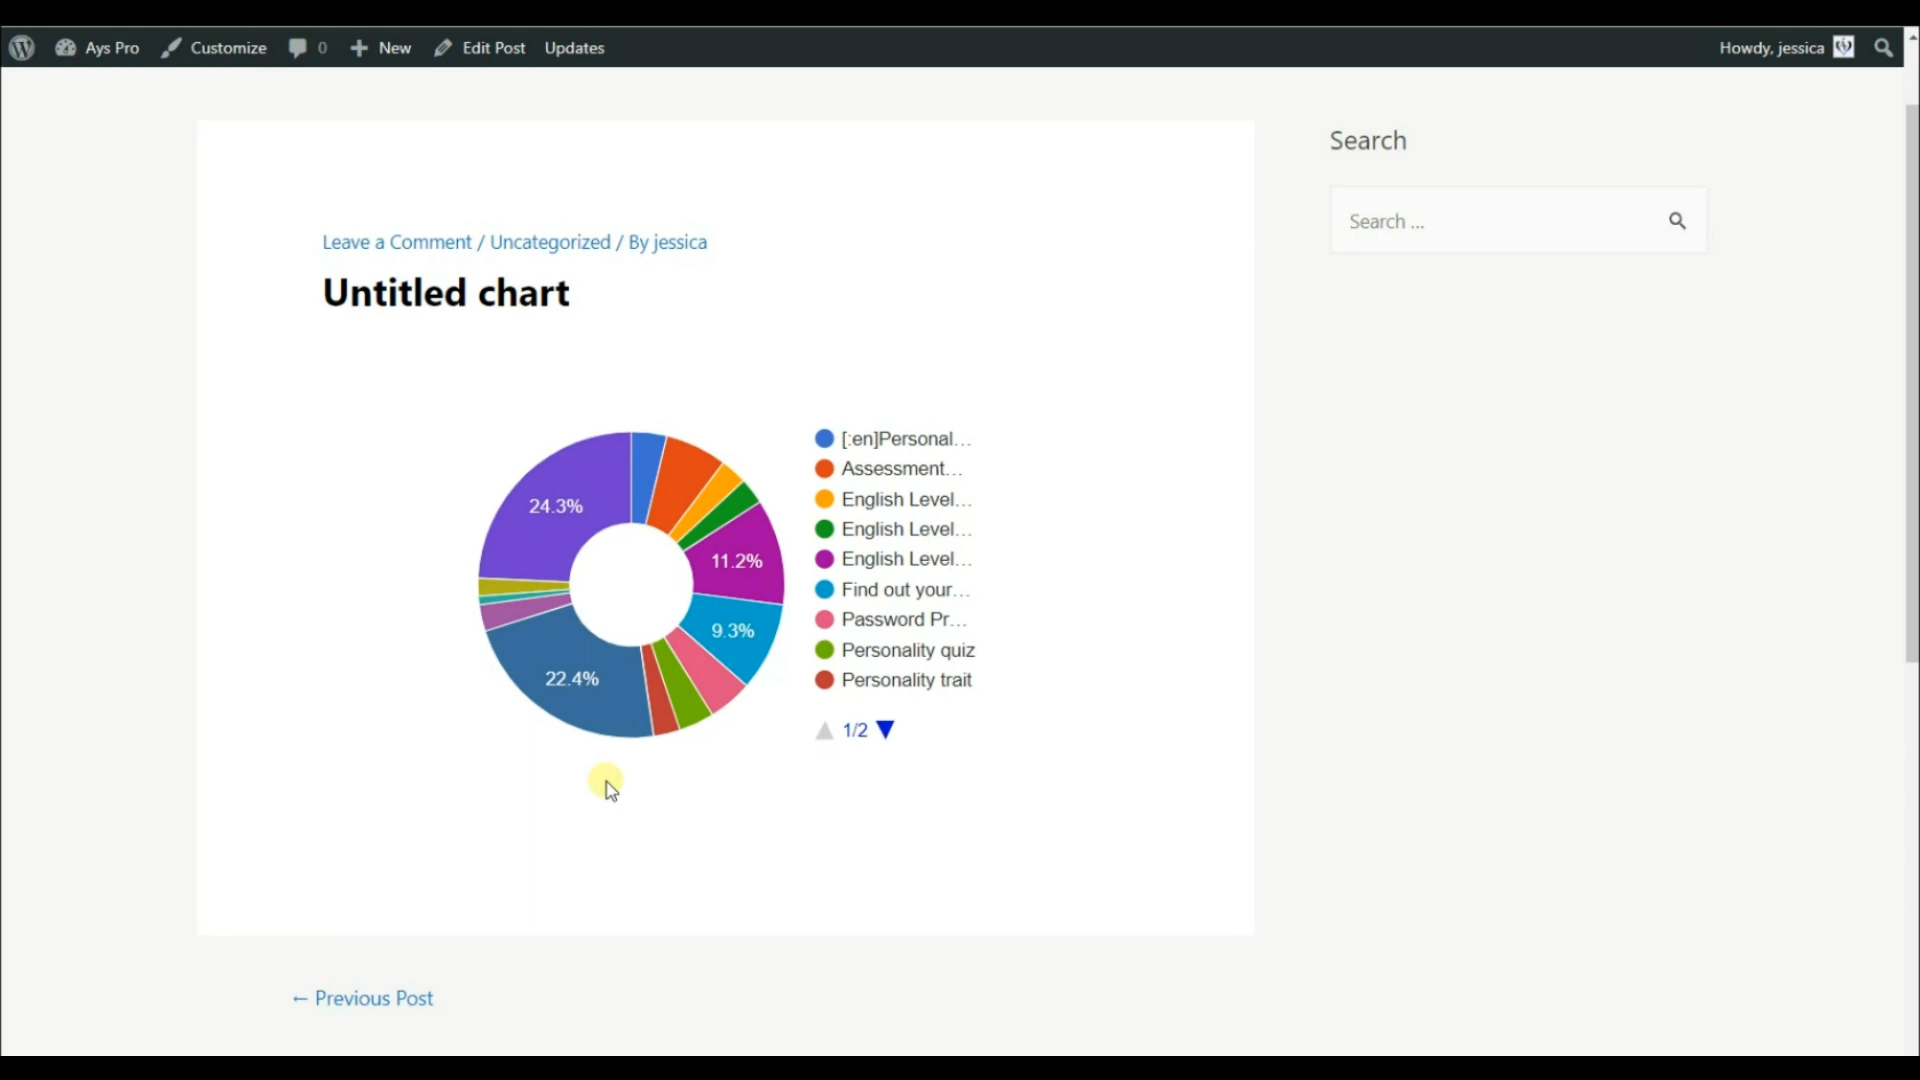 Ays Pro Customize 0 New Edit Post Updates Howdy, jessica
Search
Search ...
Leave a Comment / Uncategorized / By jessica
Untitled chart
24.3%
11.2%
9.3%
22.4%
[:en]Personal...
Assessment...
English Level...
English Level...
English Level...
Find out your...
Password Pr...
Personality quiz
Personality trait
1/2
← Previous Post